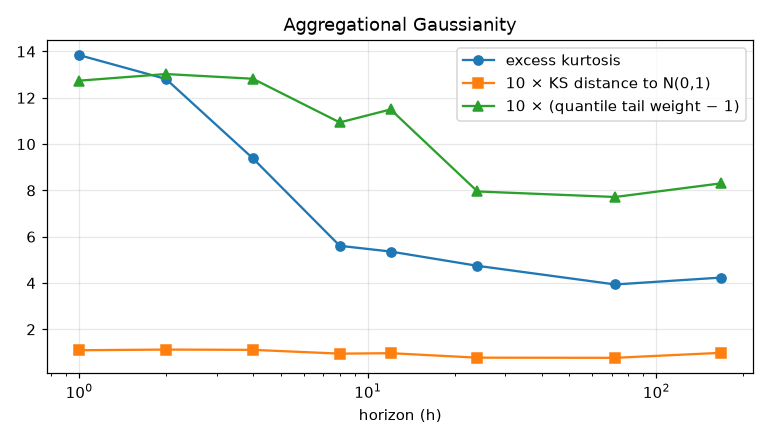 Aggregational Gaussianity
excess kurtosis
10 × KS distance to N(0,1)
10 × (quantile tail weight − 1)
14
12
10
8
6
4
2
10⁰
10¹
10²
horizon (h)